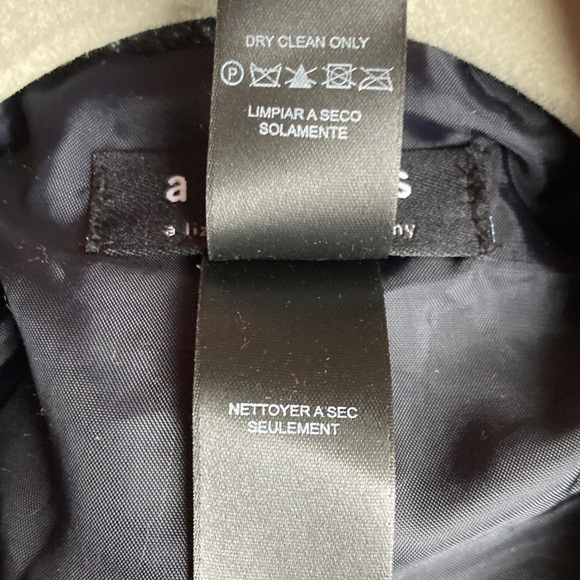 DRY CLEAN ONLY
P
LIMPIAR A SECO
SOLAMENTE
NETTOYER A SEC
SEULEMENT